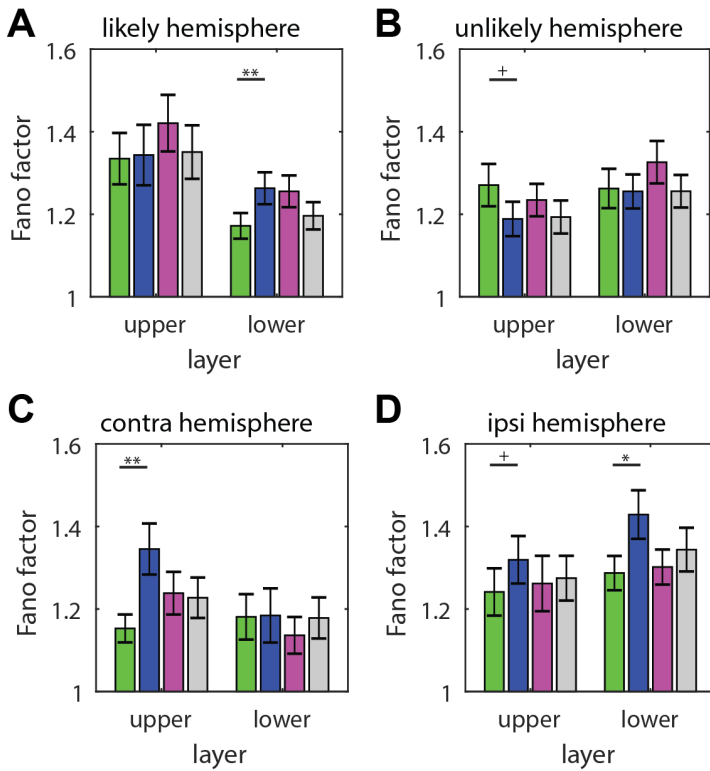 A
likely hemisphere
Fano factor
1.6
1.4
1.2
1
**
upper
lower
layer
B
unlikely hemisphere
Fano factor
1.6
1.4
1.2
1
+
upper
lower
layer
C
contra hemisphere
Fano factor
1.6
1.4
1.2
1
**
upper
lower
layer
D
ipsi hemisphere
Fano factor
1.6
1.4
1.2
1
+
*
upper
lower
layer